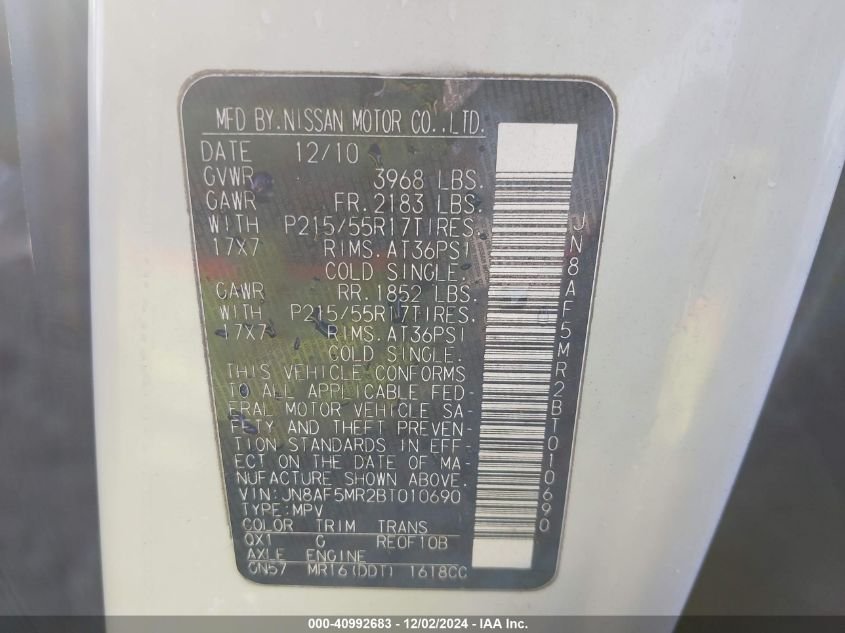 MFD BY.NISSAN MOTOR CO.,LTD.
DATE 12/10
GVWR 3968 LBS.
GAWR FR.2183 LBS.
WITH P215/55R17TIRES.
17X7 RIMS.AT36PSI
COLD SINGLE.
GAWR RR.1852 LBS.
WITH P215/55R17TIRES.
17X7 RIMS.AT36PSI
COLD SINGLE.
THIS VEHICLE CONFORMS
TO ALL APPLICABLE FED-
ERAL MOTOR VEHICLE SA-
FETY AND THEFT PREVEN-
TION STANDARDS IN EFF-
ECT ON THE DATE OF MA-
NUFACTURE SHOWN ABOVE.
VIN:JN8AF5MR2BT010690
TYPE:MPV
COLOR TRIM TRANS
QX1 G RE0F10B
AXLE ENGINE
GN57 MR16(DDT) 1618CC
JN8AF5MR2BT010690
000-40992683 - 12/02/2024 - IAA Inc.